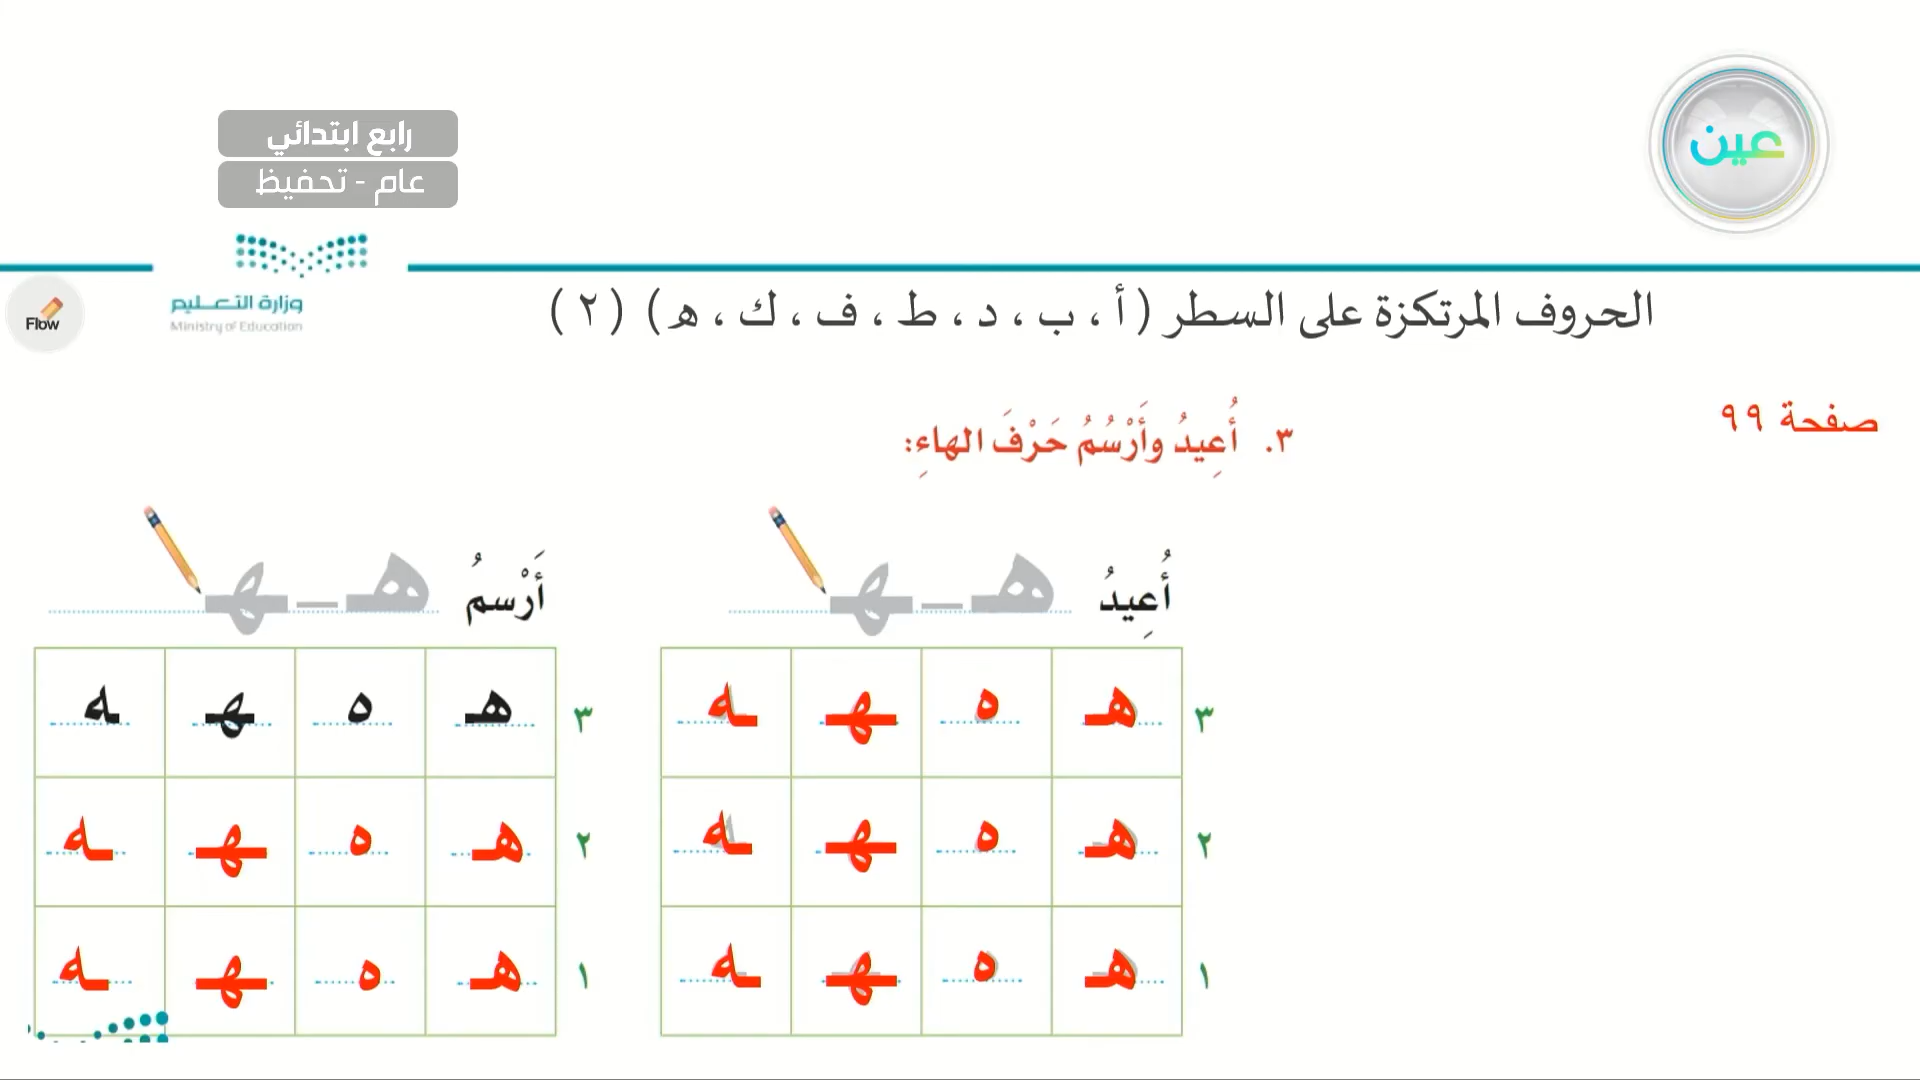 عين
رابع ابتدائي
عام - تحفيظ
وزارة التعليم
Ministry of Education
Flow
الحروف المرتكزة على السطر (أ، ب، د، ط، ف، ك، ه) (٢)
صفحة ٩٩
٣. أُعِيدُ وأَرْسُمُ حَرْفَ الهاءِ:
أُعِيدُ هـ - ـهـ
٣ هـ ه ـهـ ـه
٢ هـ ه ـهـ ـه
١ هـ ه ـهـ ـه
أَرْسمُ هـ - ـهـ
٣ هـ ه ـهـ ـه
٢ هـ ه ـهـ ـه
١ هـ ه ـهـ ـه